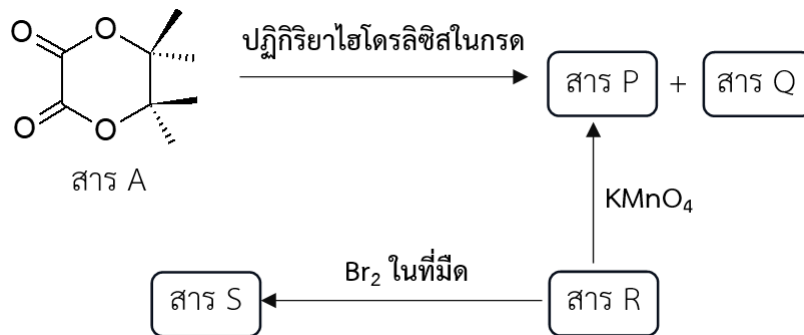 O
O
O
O
สาร A
ปฏิกิริยาไฮโดรลิซิสในกรด
สาร P + สาร Q
KMnO₄
Br₂ ในที่มืด
สาร S
สาร R